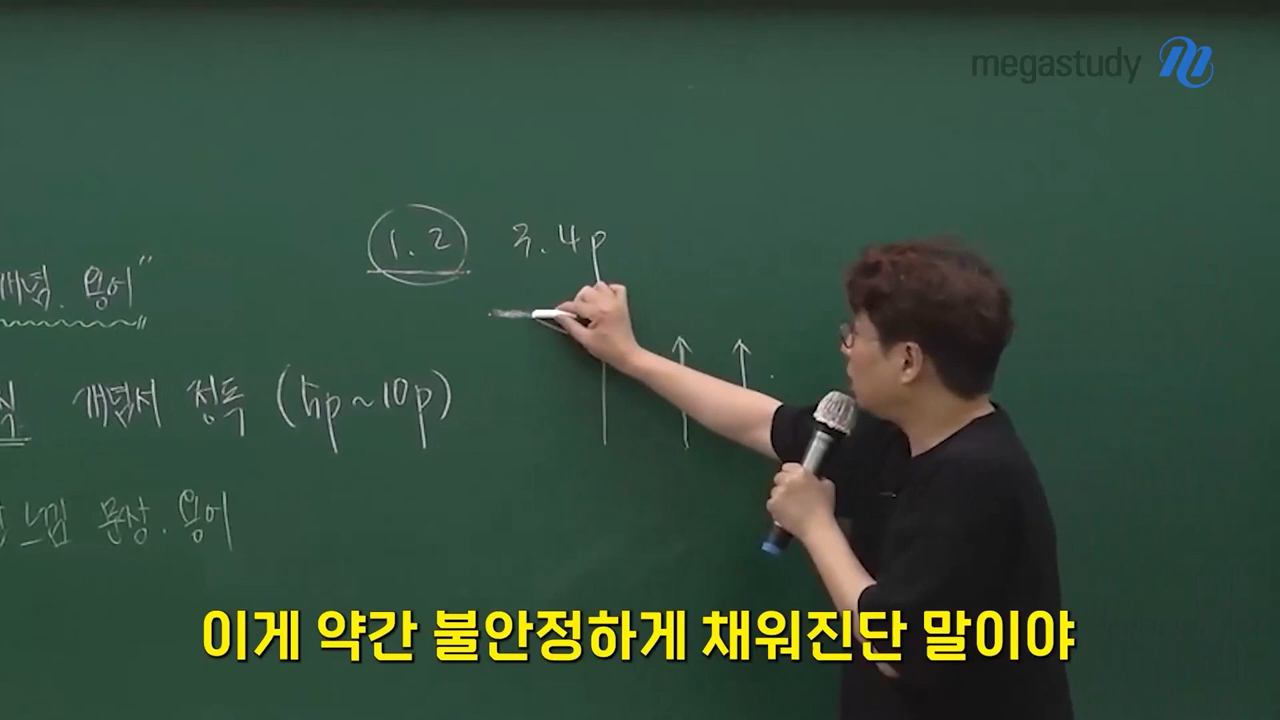 megastudy
1. 2 3. 4p
개념. 용어"
개념서 정독 (5p ~ 10p)
느낌 문상. 용어
이게 약간 불안정하게 채워진단 말이야